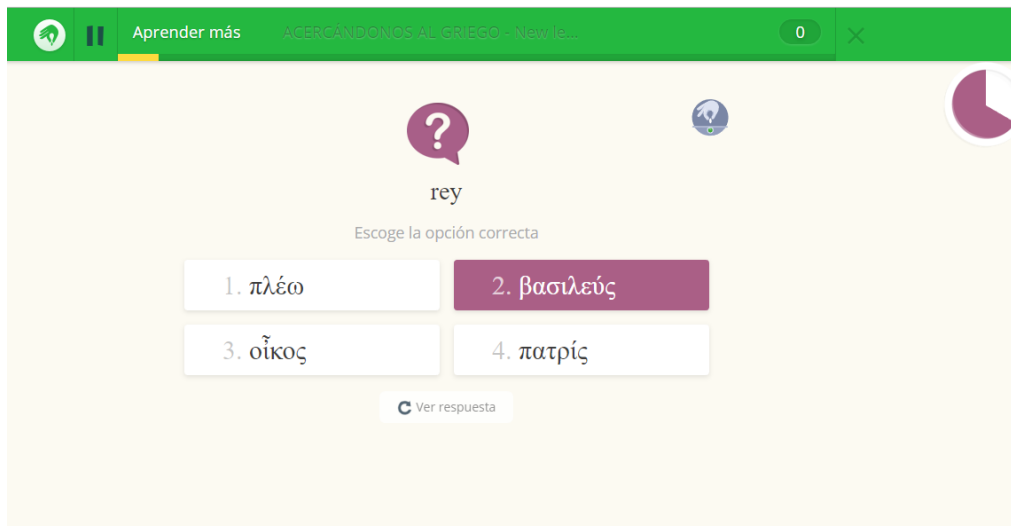 Aprender más ACERCÁNDONOS AL GRIEGO - New le... 0
?
rey
Escoge la opción correcta
1. πλέω 2. βασιλεύς
3. οἶκος 4. πατρίς
Ver respuesta